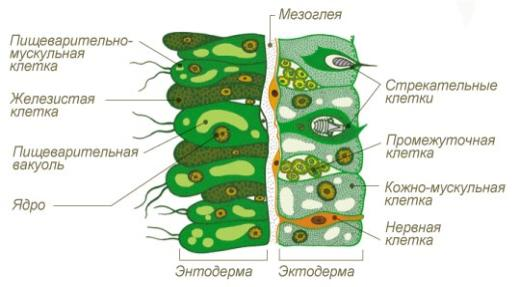 Мезоглея
Пищеварительно-
мускульная
клетка
Железистая
клетка
Пищеварительная
вакуоль
Ядро
Стрекательные
клетки
Промежуточная
клетка
Кожно-мускульная
клетка
Нервная
клетка
Энтодерма
Эктодерма